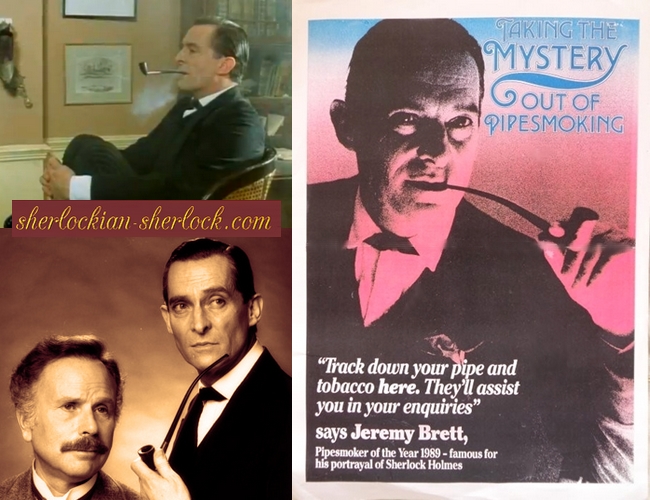 sherlockian-sherlock.com
TAKING THE
MYSTERY
OUT OF
PIPESMOKING
“Track down your pipe and
tobacco here. They’ll assist
you in your enquiries”
says Jeremy Brett,
Pipesmoker of the Year 1989 - famous for
his portrayal of Sherlock Holmes